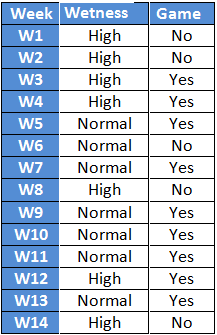 Week Wetness Game
W1 High No
W2 High No
W3 High Yes
W4 High Yes
W5 Normal Yes
W6 Normal No
W7 Normal Yes
W8 High No
W9 Normal Yes
W10 Normal Yes
W11 Normal Yes
W12 High Yes
W13 Normal Yes
W14 High No